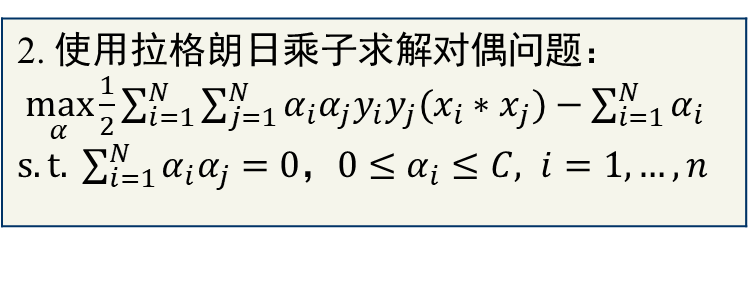 2. 使用拉格朗日乘子求解对偶问题：
max_α ½ ∑_{i=1}^{N} ∑_{j=1}^{N} α_i α_j y_i y_j (x_i * x_j) − ∑_{i=1}^{N} α_i
s.t. ∑_{i=1}^{N} α_i α_j = 0，0 ≤ α_i ≤ C, i = 1, … , n